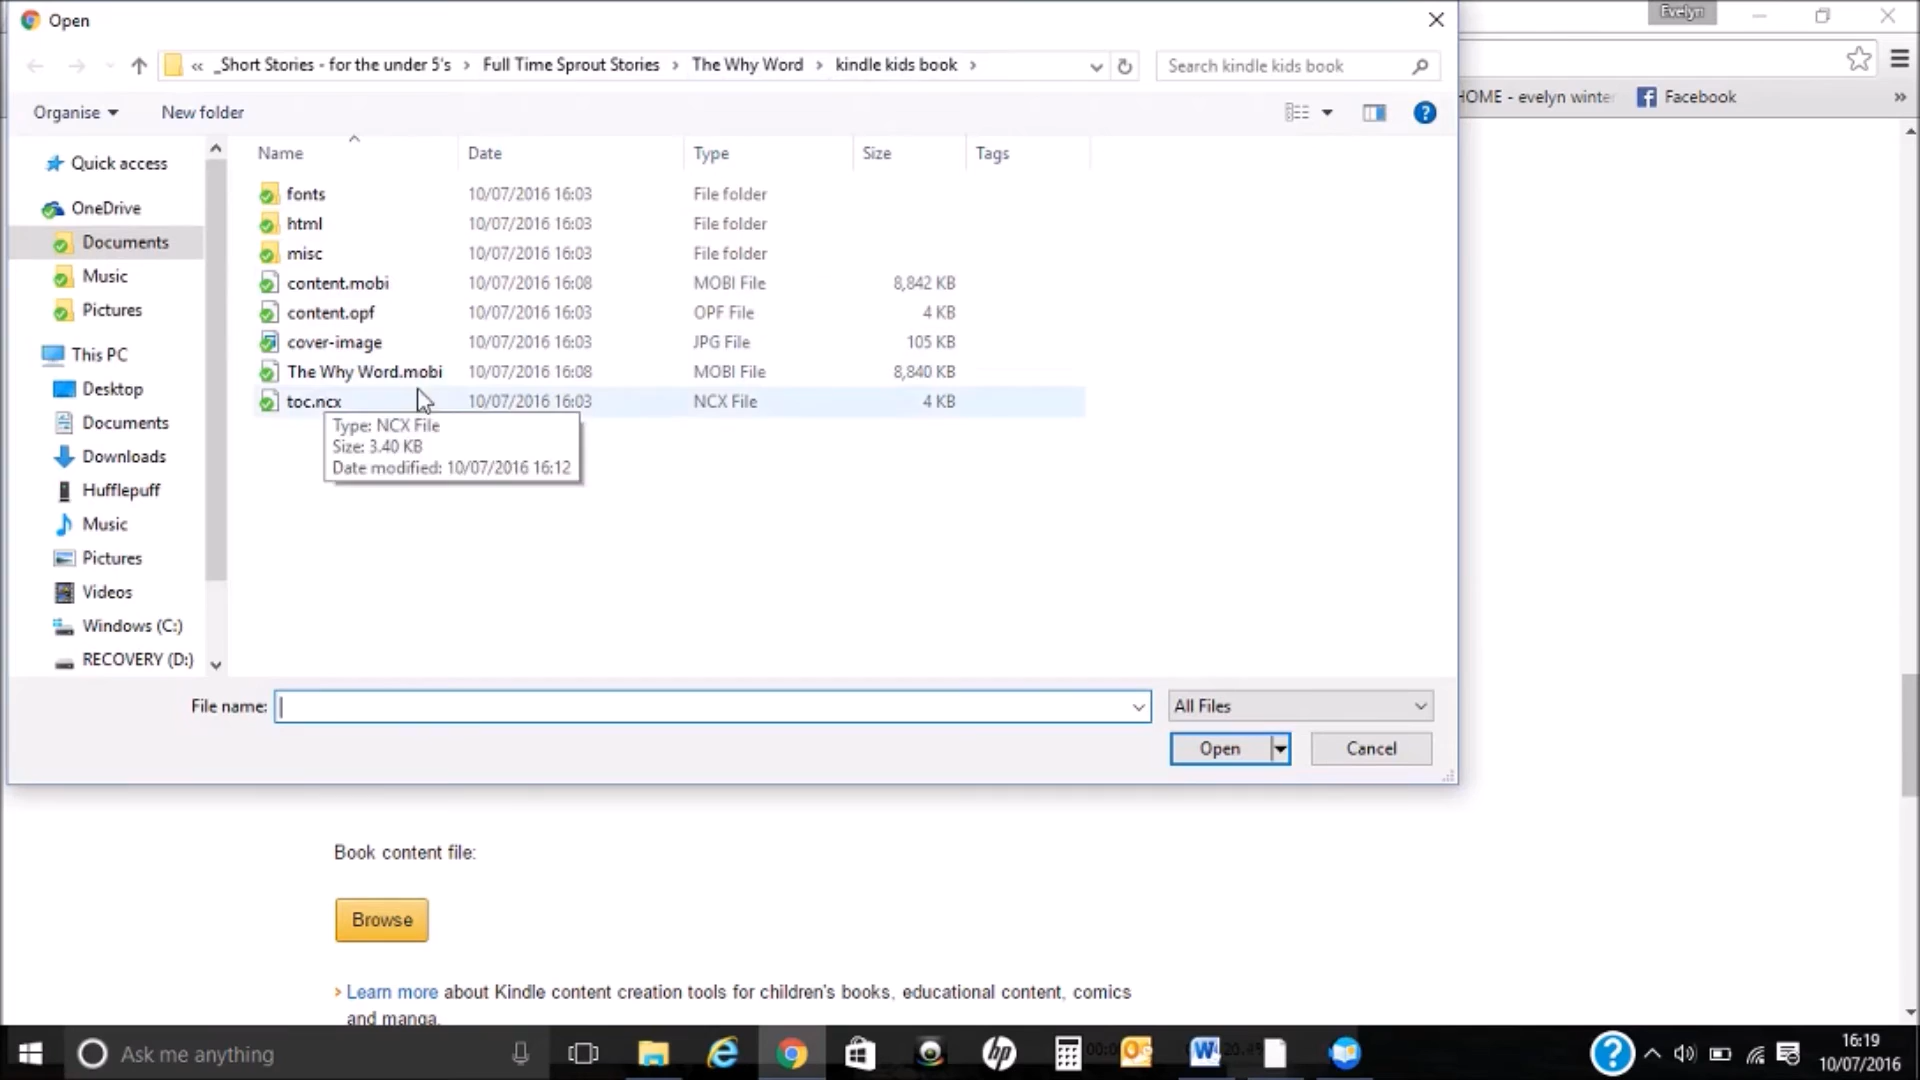 Open
Evelyn
« _Short Stories - for the under 5's › Full Time Sprout Stories › The Why Word › kindle kids book ›
Search kindle kids book
HOME - evelyn winter
Facebook
»
Organise
New folder
Name Date Type Size Tags
Quick access
OneDrive
Documents
Music
Pictures
This PC
Desktop
Documents
Downloads
Hufflepuff
Music
Pictures
Videos
Windows (C:)
RECOVERY (D:)
fonts 10/07/2016 16:03 File folder
html 10/07/2016 16:03 File folder
misc 10/07/2016 16:03 File folder
content.mobi 10/07/2016 16:08 MOBI File 8,842 KB
content.opf 10/07/2016 16:03 OPF File 4 KB
cover-image 10/07/2016 16:03 JPG File 105 KB
The Why Word.mobi 10/07/2016 16:08 MOBI File 8,840 KB
toc.ncx 10/07/2016 16:03 NCX File 4 KB
Type: NCX File
Size: 3.40 KB
Date modified: 10/07/2016 16:12
File name:
All Files
Open
Cancel
Book content file:
Browse
› Learn more about Kindle content creation tools for children's books, educational content, comics
and manga.
Ask me anything
16:19
10/07/2016